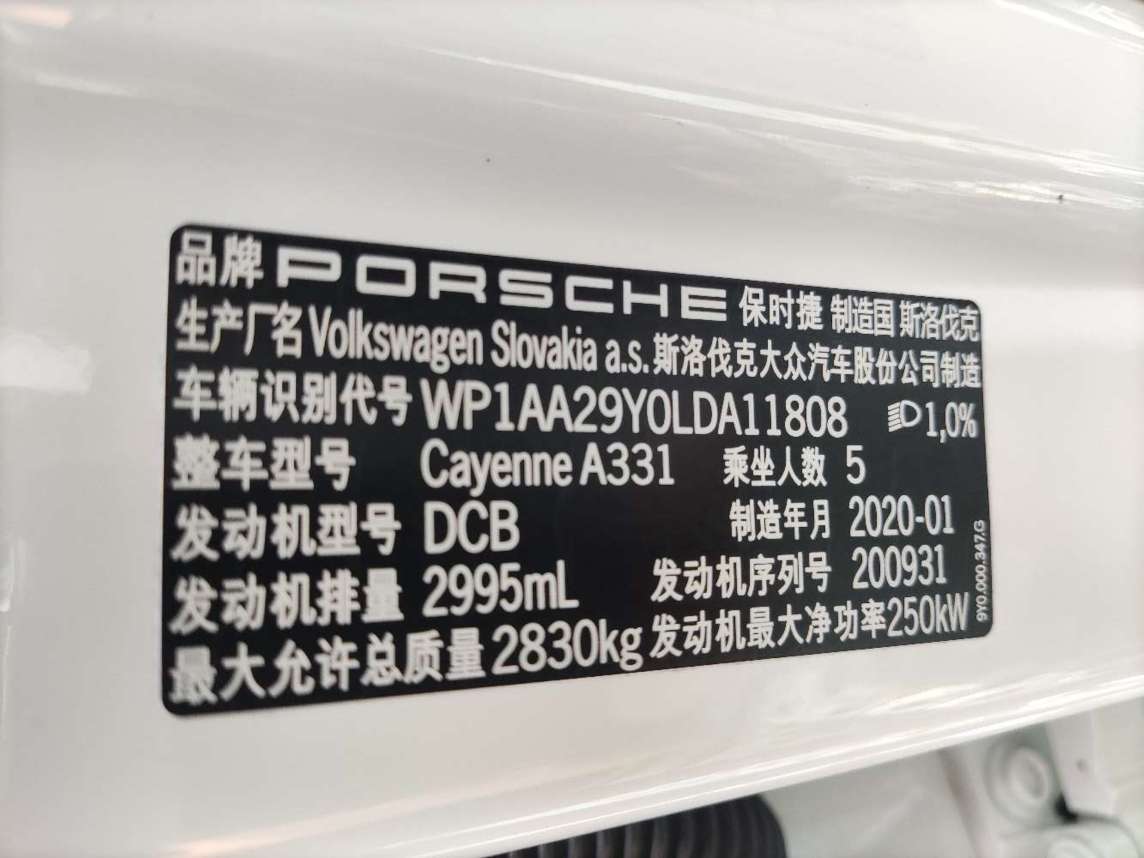 品牌 PORSCHE 保时捷 制造国 斯洛伐克
生产厂名 Volkswagen Slovakia a.s. 斯洛伐克大众汽车股份公司制造
车辆识别代号 WP1AA29Y0LDA11808 1,0%
整车型号 Cayenne A331 乘坐人数 5
发动机型号 DCB 制造年月 2020-01
发动机排量 2995mL 发动机序列号 200931
最大允许总质量 2830kg 发动机最大净功率 250kW
9Y0.000.347.G